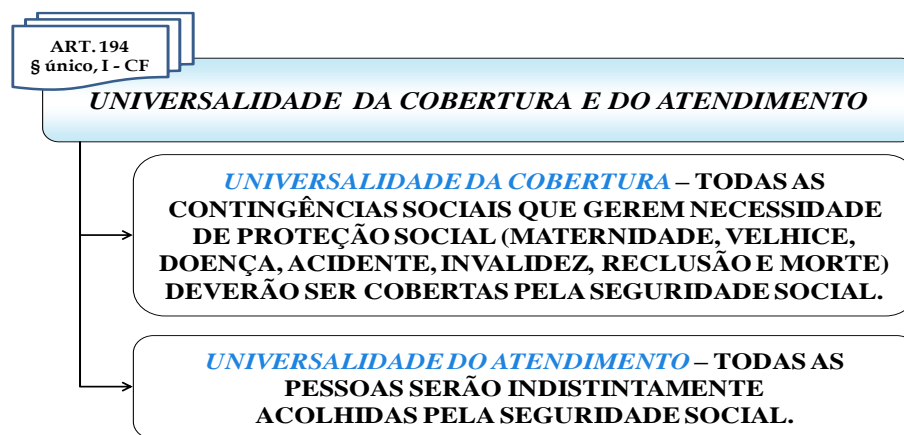 ART. 194
§ único, I - CF
UNIVERSALIDADE DA COBERTURA E DO ATENDIMENTO
UNIVERSALIDADE DA COBERTURA – TODAS AS
CONTINGÊNCIAS SOCIAIS QUE GEREM NECESSIDADE
DE PROTEÇÃO SOCIAL (MATERNIDADE, VELHICE,
DOENÇA, ACIDENTE, INVALIDEZ, RECLUSÃO E MORTE)
DEVERÃO SER COBERTAS PELA SEGURIDADE SOCIAL.
UNIVERSALIDADE DO ATENDIMENTO – TODAS AS
PESSOAS SERÃO INDISTINTAMENTE
ACOLHIDAS PELA SEGURIDADE SOCIAL.